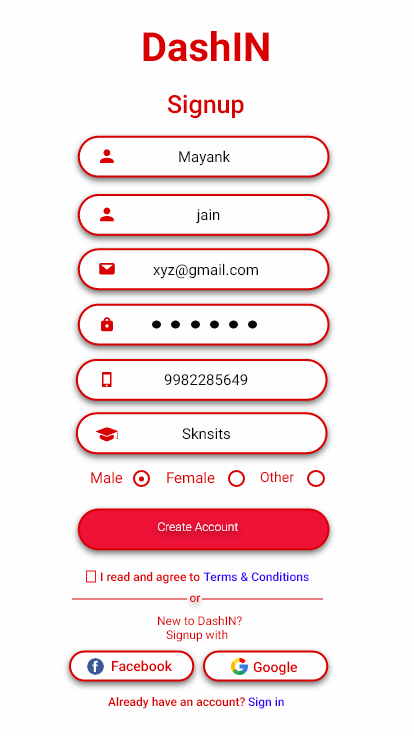 DashIN
Signup
Mayank
jain
xyz@gmail.com
9982285649
Sknsits
Male Female Other
Create Account
I read and agree to Terms & Conditions
or
New to DashIN?
Signup with
Facebook Google
Already have an account? Sign in